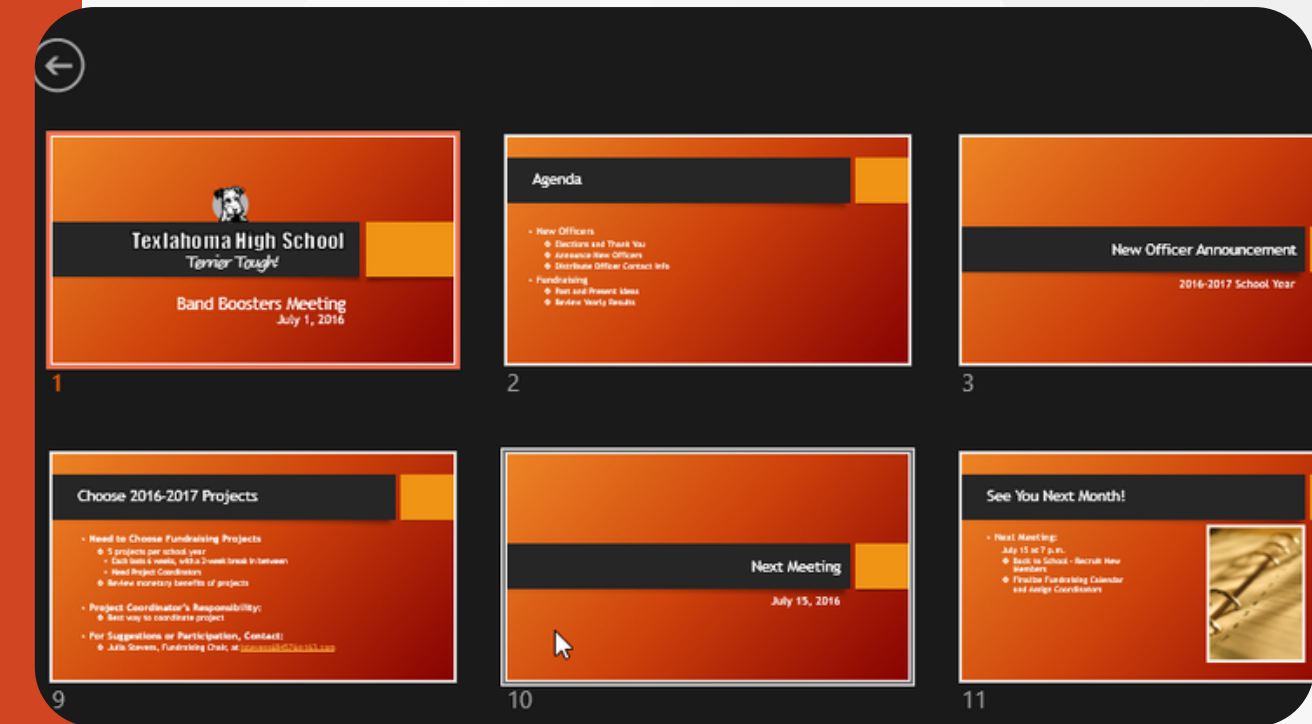 Texlahoma High School
Terrier Tough!
Band Boosters Meeting
July 1, 2016
1
Agenda
• New Officers
❖ Elections and Thank You
❖ Announce New Officers
❖ Distribute Officer Contact Info
• Fundraising
❖ Past and Present Ideas
❖ Review Yearly Results
2
New Officer Announcement
2016-2017 School Year
3
Choose 2016-2017 Projects
• Need to Choose Fundraising Projects
❖ 5 projects per school year
• Each lasts 6 weeks, with a 2-week break in between
• Need Project Coordinators
❖ Review monetary benefits of projects
• Project Coordinator's Responsibility:
❖ Best way to coordinate project
• For Suggestions or Participation, Contact:
❖ Julia Stevens, Fundraising Chair, at
9
Next Meeting
July 15, 2016
10
See You Next Month!
• Next Meeting:
July 15 at 7 p.m.
❖ Back to School - Recruit New
Members
❖ Finalize Fundraising Calendar
and Assign Coordinators
11